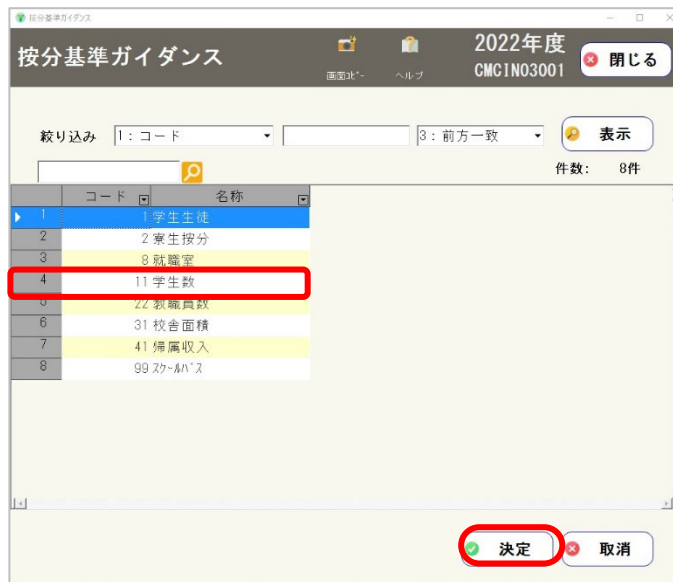 按分基準ガイダンス
按分基準ガイダンス
画面ｺﾋﾟｰ
ヘルプ
2022年度
CMCIN03001
閉じる
絞り込み 1：コード 3：前方一致 表示
件数： 8件
コード 名称
1 1 学生生徒
2 2 寮生按分
3 8 就職室
4 11 学生数
5 22 教職員数
6 31 校舎面積
7 41 帰属収入
8 99 ｽｸｰﾙﾊﾞｽ
決定 取消